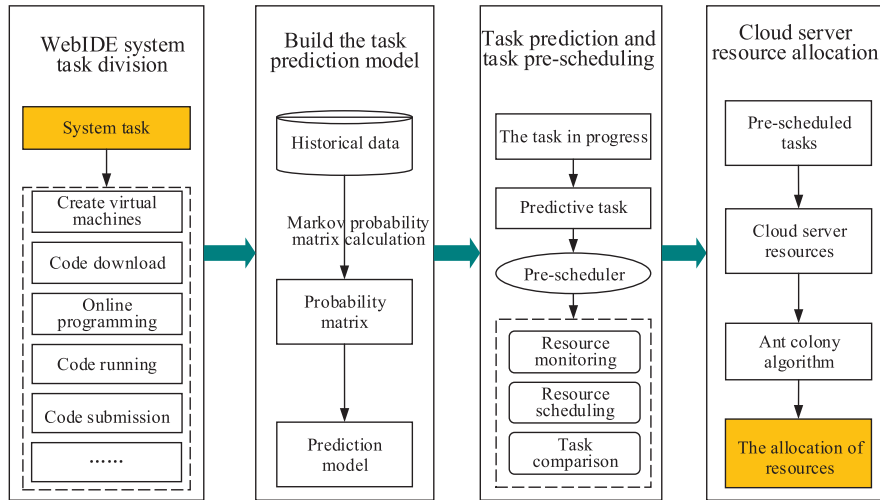 WebIDE system
task division
System task
Create virtual
machines
Code download
Online
programming
Code running
Code submission
······
Build the task
prediction model
Historical data
Markov probability
matrix calculation
Probability
matrix
Prediction
model
Task prediction and
task pre-scheduling
The task in progress
Predictive task
Pre-scheduler
Resource
monitoring
Resource
scheduling
Task
comparison
Cloud server
resource allocation
Pre-scheduled
tasks
Cloud server
resources
Ant colony
algorithm
The allocation of
resources